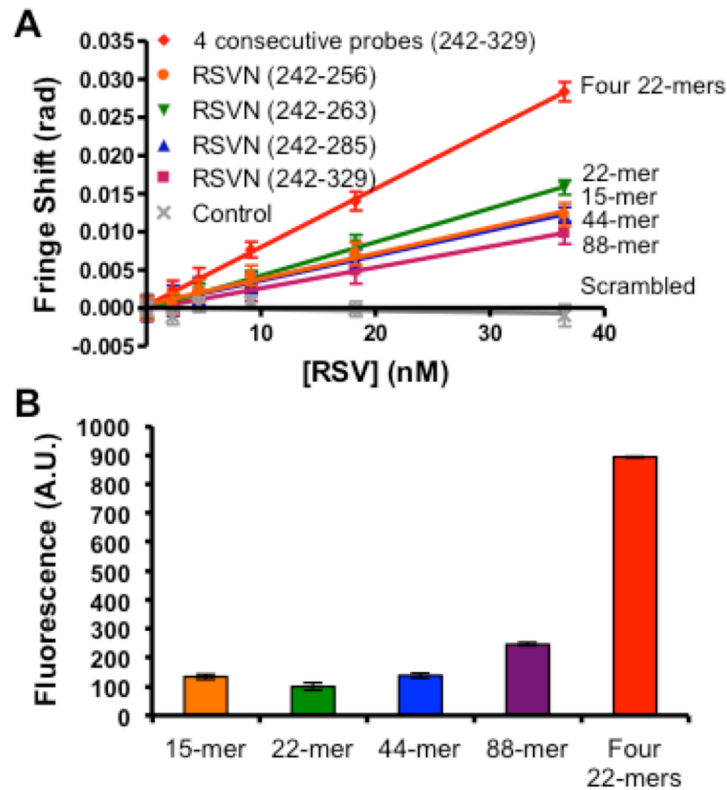 A
Fringe Shift (rad)
0.035
0.030
0.025
0.020
0.015
0.010
0.005
0.000
-0.005
4 consecutive probes (242-329)
RSVN (242-256)
RSVN (242-263)
RSVN (242-285)
RSVN (242-329)
Control
Four 22-mers
22-mer
15-mer
44-mer
88-mer
Scrambled
10 20 30 40
[RSV] (nM)
B
Fluorescence (A.U.)
1000
900
800
700
600
500
400
300
200
100
0
15-mer 22-mer 44-mer 88-mer Four
22-mers